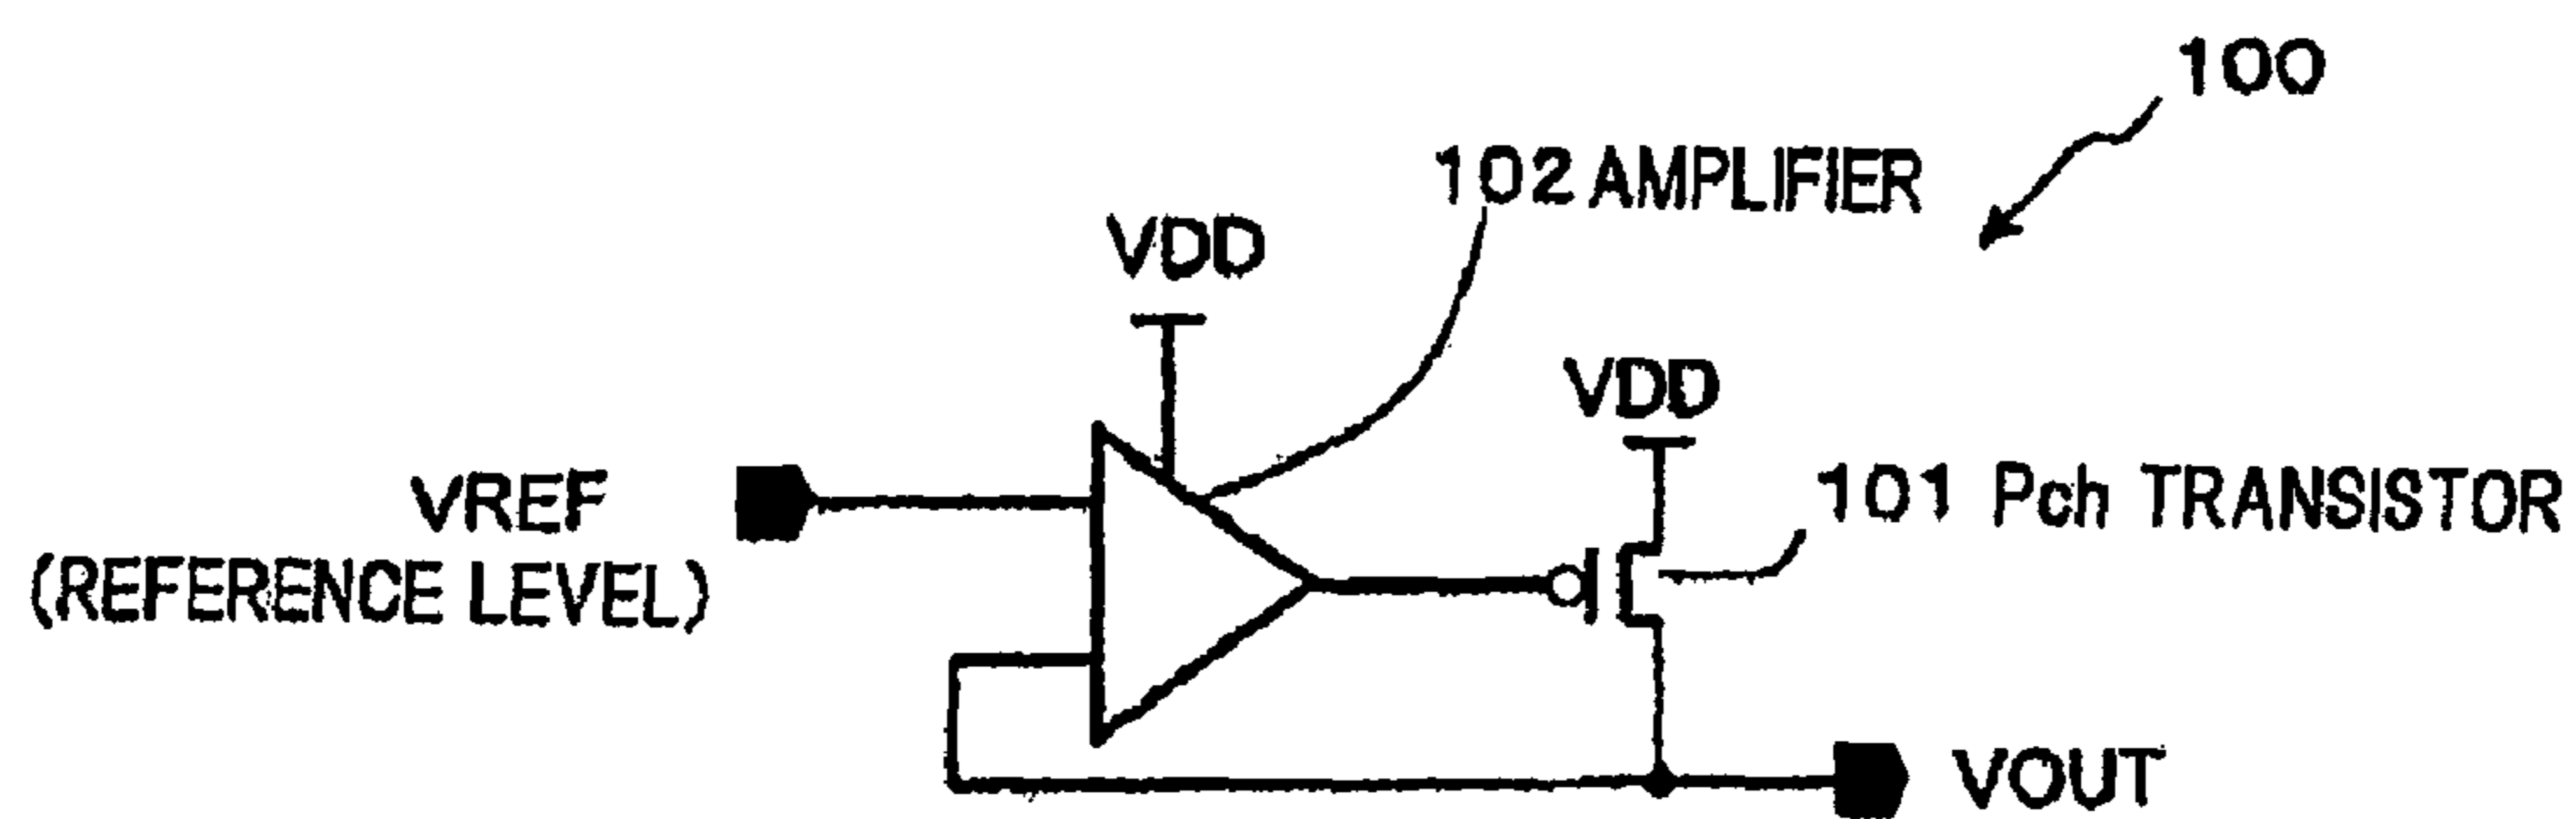 100
102 AMPLIFIER
VDD
VDD
VREF
(REFERENCE LEVEL)
101 Pch TRANSISTOR
VOUT